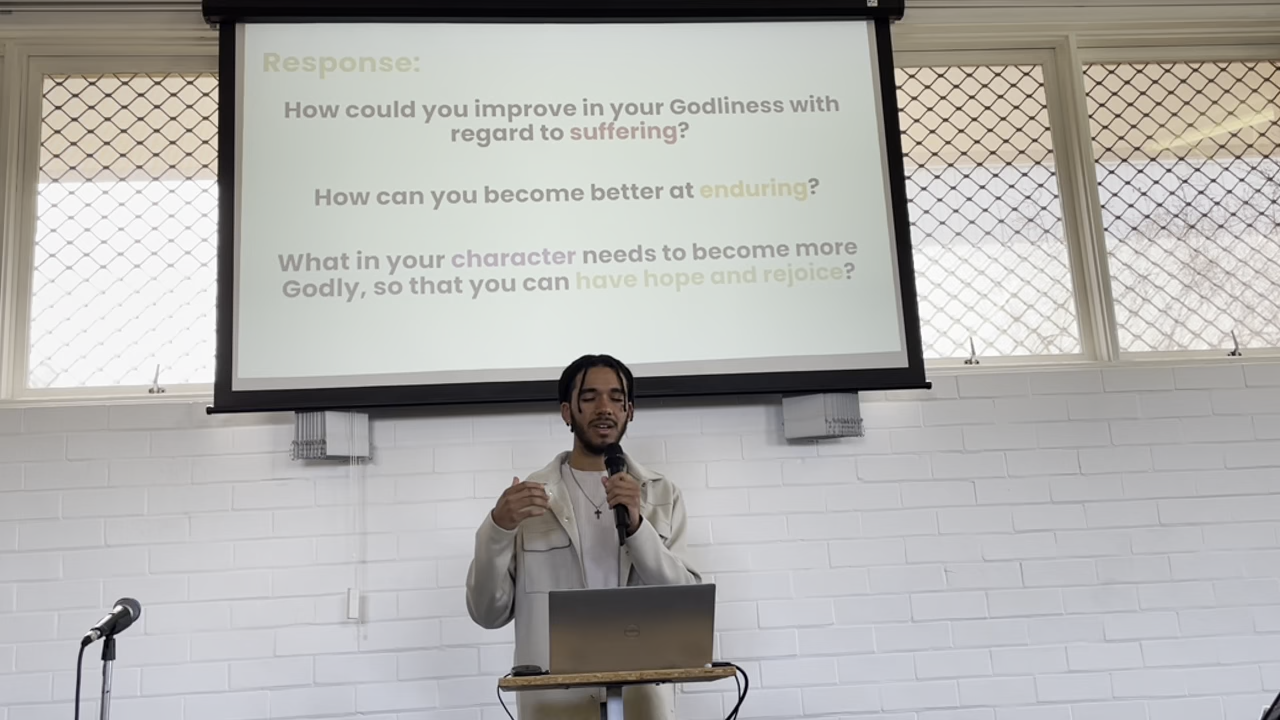 Response:
How could you improve in your Godliness with
regard to suffering?
How can you become better at enduring?
What in your character needs to become more
Godly, so that you can have hope and rejoice?